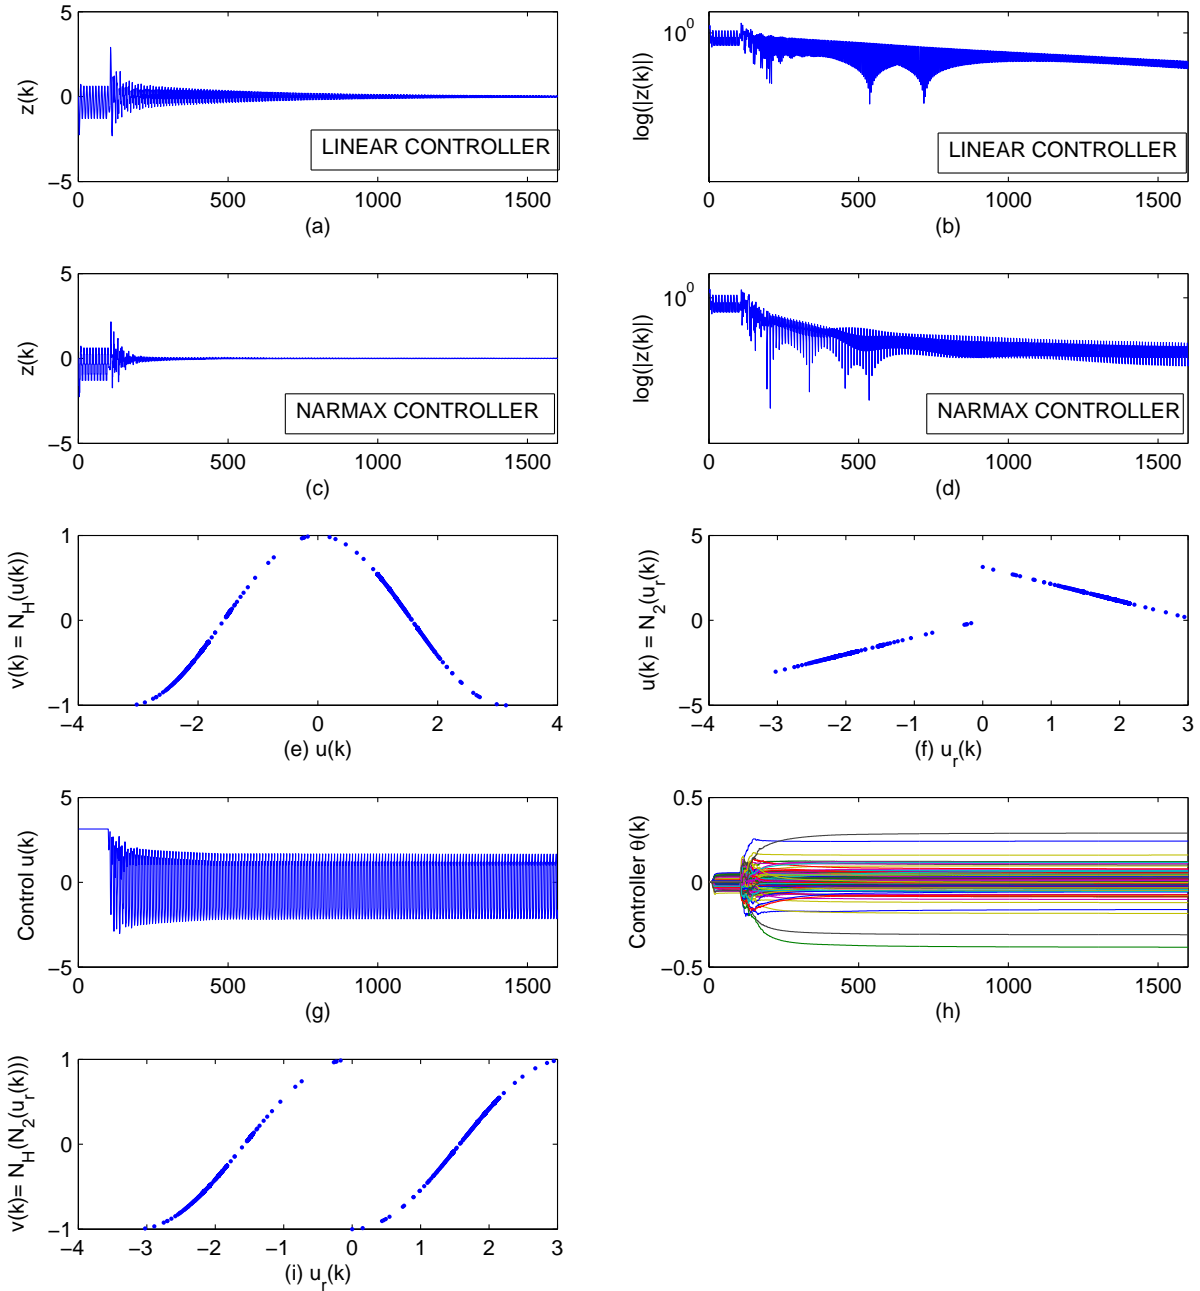 5
0
−5
z(k)
LINEAR CONTROLLER
0 500 1000 1500
(a)
10^0
log(|z(k)|)
LINEAR CONTROLLER
0 500 1000 1500
(b)
5
0
−5
z(k)
NARMAX CONTROLLER
0 500 1000 1500
(c)
10^0
log(|z(k)|)
NARMAX CONTROLLER
0 500 1000 1500
(d)
1
0
−1
v(k) = N_H(u(k))
−4 −2 0 2 4
(e) u(k)
5
0
−5
u(k) = N_2(u_r(k))
−4 −3 −2 −1 0 1 2 3
(f) u_r(k)
5
0
−5
Control u(k)
0 500 1000 1500
(g)
0.5
0
−0.5
Controller θ(k)
0 500 1000 1500
(h)
1
0
−1
v(k)= N_H(N_2(u_r(k)))
−4 −3 −2 −1 0 1 2 3
(i) u_r(k)